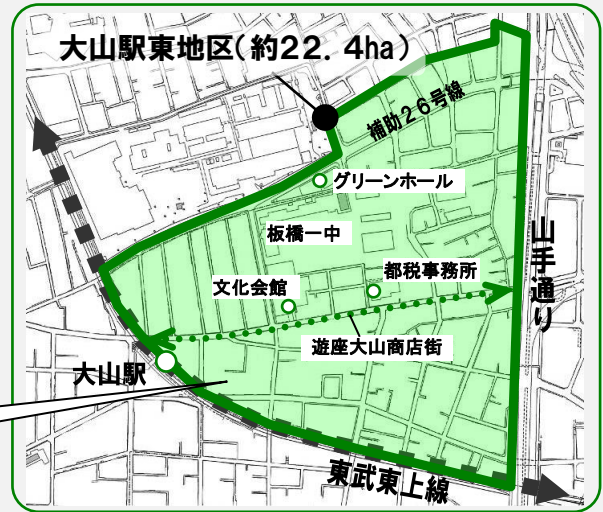 大山駅東地区(約22.4ha)
補助26号線
グリーンホール
板橋一中
山手通り
都税事務所
文化会館
遊座大山商店街
大山駅
東武東上線